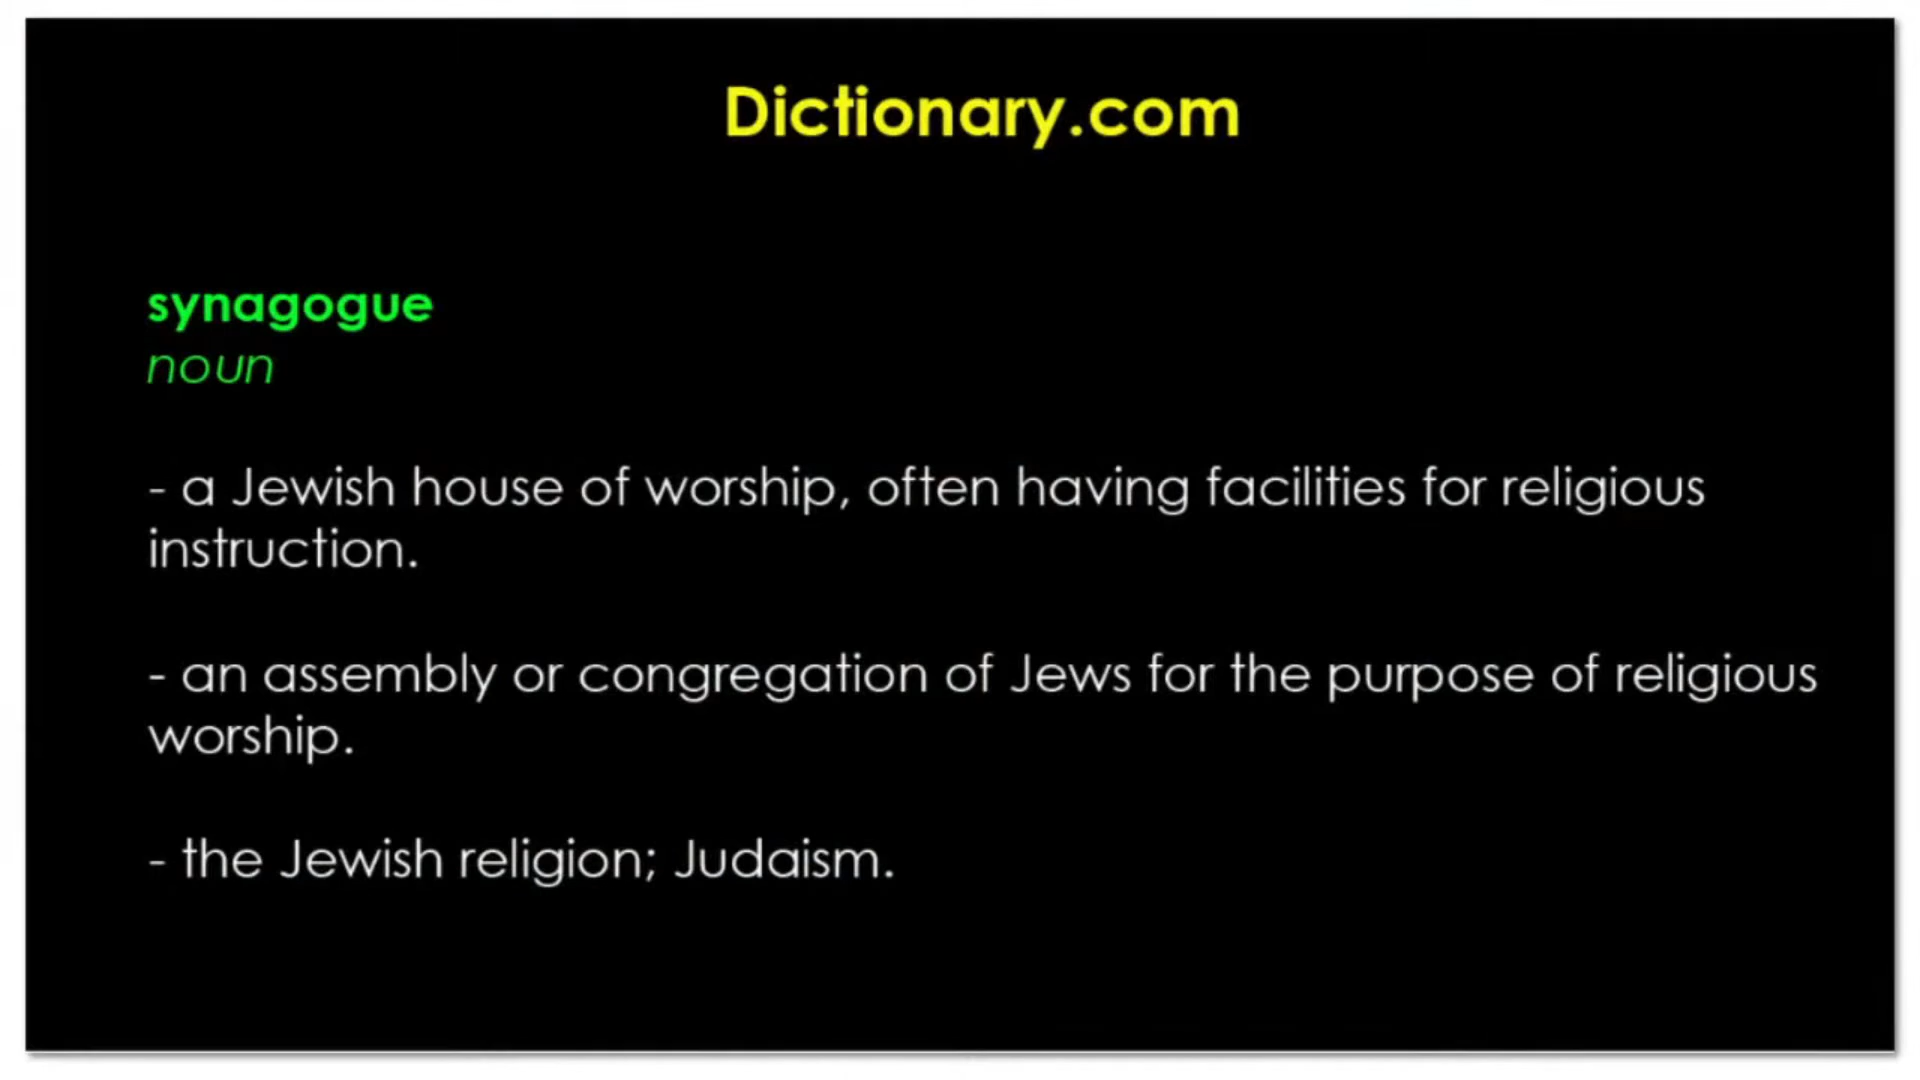 Dictionary.com
synagogue
noun
- a Jewish house of worship, often having facilities for religious
instruction.
- an assembly or congregation of Jews for the purpose of religious
worship.
- the Jewish religion; Judaism.